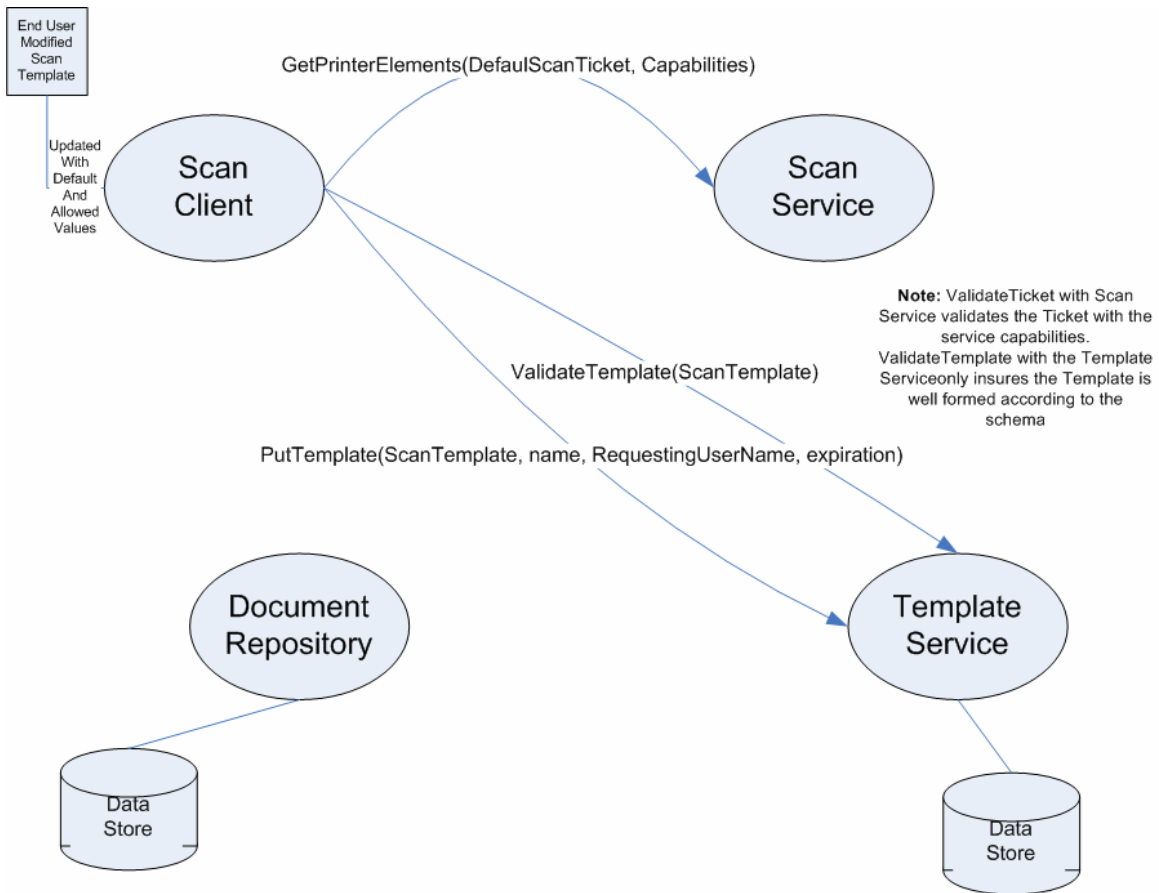 End User
Modified
Scan
Template
GetPrinterElements(DefaulScanTicket, Capabilities)
Updated
With
Default
And
Allowed
Values
Scan
Client
Scan
Service
Note: ValidateTicket with Scan
Service validates the Ticket with the
service capabilities.
ValidateTemplate with the Template
Serviceonly insures the Template is
well formed according to the
schema
ValidateTemplate(ScanTemplate)
PutTemplate(ScanTemplate, name, RequestingUserName, expiration)
Document
Repository
Template
Service
Data
Store
Data
Store